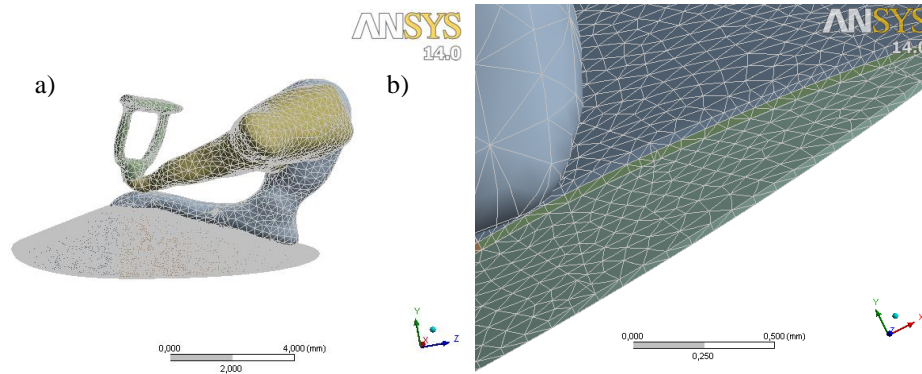 ANSYS
14.0
a)
b)
Y
X
Z
0,000
4,000 (mm)
2,000
ANSYS
14.0
Y
Z
X
0,000
0,500 (mm)
0,250